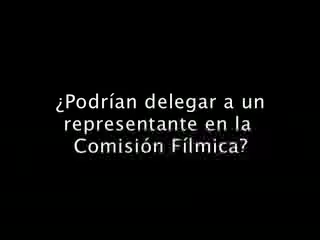 ¿Podrían delegar a un
representante en la
Comisión Fílmica?